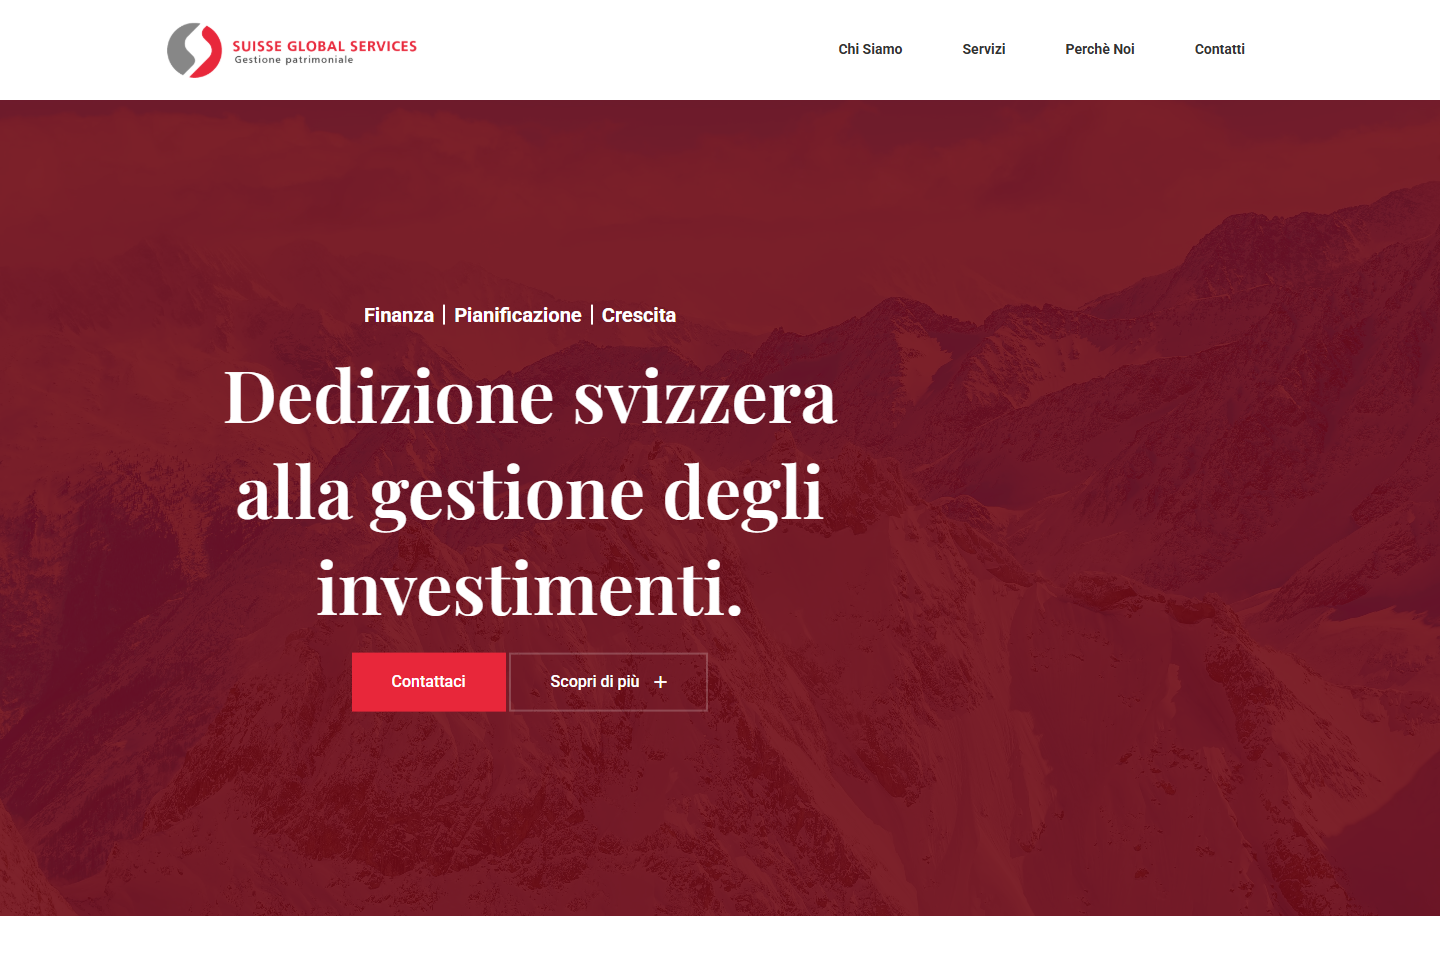 SUISSE GLOBAL SERVICES
Gestione patrimoniale
Chi Siamo
Servizi
Perchè Noi
Contatti
Finanza | Pianificazione | Crescita
Dedizione svizzera
alla gestione degli
investimenti.
Contattaci
Scopri di più +